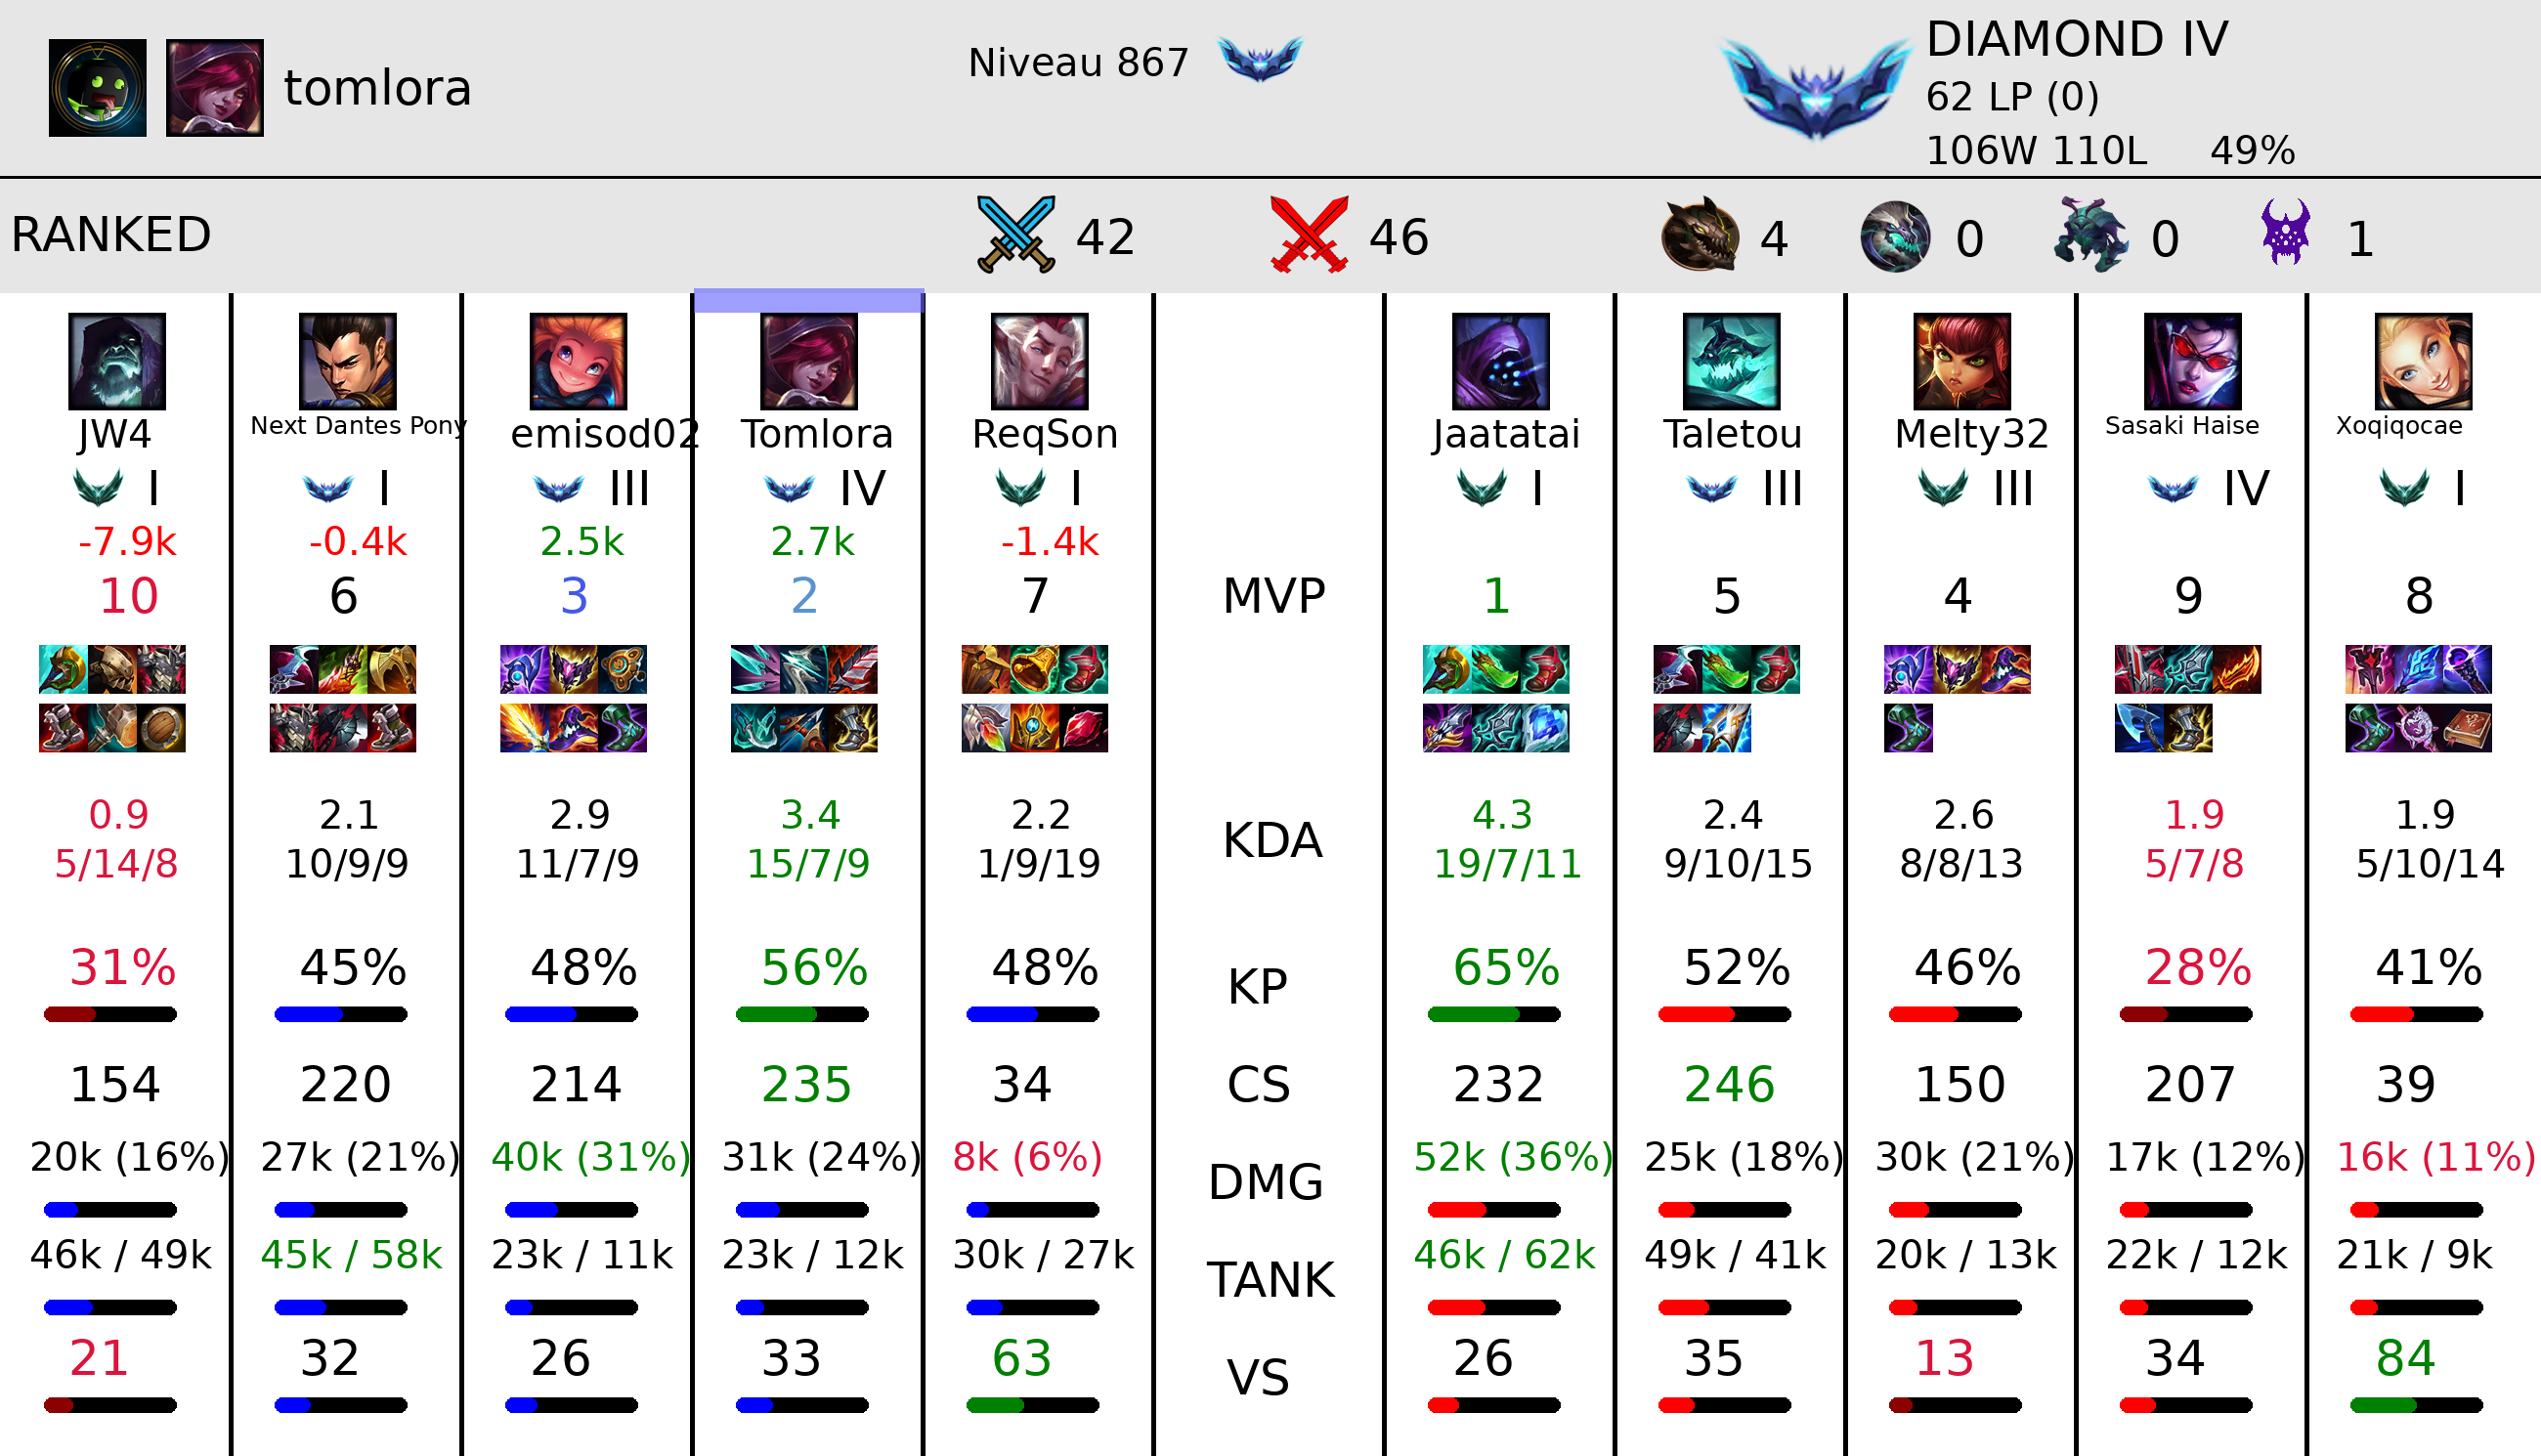 tomlora
Niveau 867
DIAMOND IV
62 LP (0)
106W 110L 49%
RANKED
42 46 4 0 0 1
JW4 Next Dantes Pony emisod02 Tomlora ReqSon Jaatatai Taletou Melty32 Sasaki Haise Xoqiqocae
I I III IV I I III III IV I
-7.9k -0.4k 2.5k 2.7k -1.4k
10 6 3 2 7 MVP 1 5 4 9 8
0.9 2.1 2.9 3.4 2.2 4.3 2.4 2.6 1.9 1.9
KDA
5/14/8 10/9/9 11/7/9 15/7/9 1/9/19 19/7/11 9/10/15 8/8/13 5/7/8 5/10/14
31% 45% 48% 56% 48% KP 65% 52% 46% 28% 41%
154 220 214 235 34 CS 232 246 150 207 39
20k (16%) 27k (21%) 40k (31%) 31k (24%) 8k (6%) DMG 52k (36%) 25k (18%) 30k (21%) 17k (12%) 16k (11%)
46k / 49k 45k / 58k 23k / 11k 23k / 12k 30k / 27k TANK 46k / 62k 49k / 41k 20k / 13k 22k / 12k 21k / 9k
21 32 26 33 63 VS 26 35 13 34 84